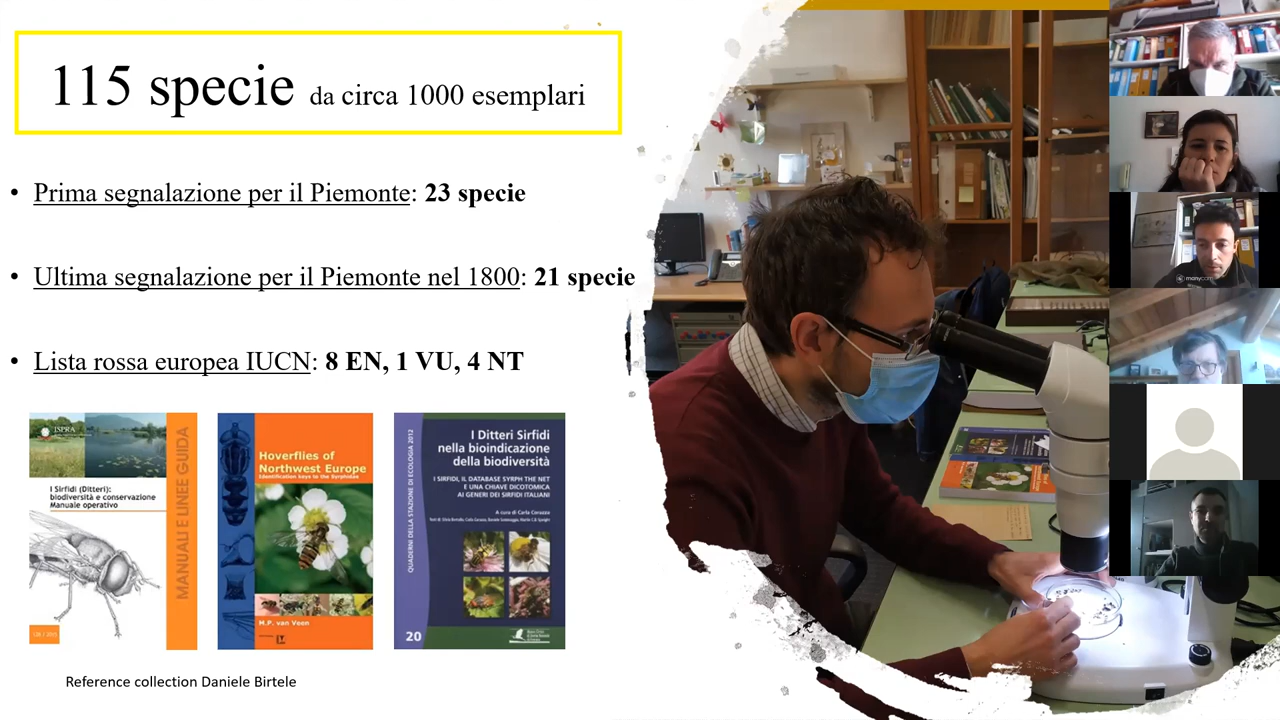 115 specie da circa 1000 esemplari
• Prima segnalazione per il Piemonte: 23 specie
• Ultima segnalazione per il Piemonte nel 1800: 21 specie
• Lista rossa europea IUCN: 8 EN, 1 VU, 4 NT
ISPRA
I Sirfidi (Ditteri):
biodiversità e conservazione
Manuale operativo
MANUALI E LINEE GUIDA
Hoverflies of
Northwest Europe
Identification keys to the Syrphidae
M.P. van Veen
QUADERNI DELLA STAZIONE DI ECOLOGIA 2012
I Ditteri Sirfidi
nella bioindicazione
della biodiversità
I SIRFIDI, IL DATABASE SYRPH THE NET
E UNA CHIAVE DICOTOMICA
AI GENERI DEI SIRFIDI ITALIANI
A cura di Carla Corazza
20
Reference collection Daniele Birtele